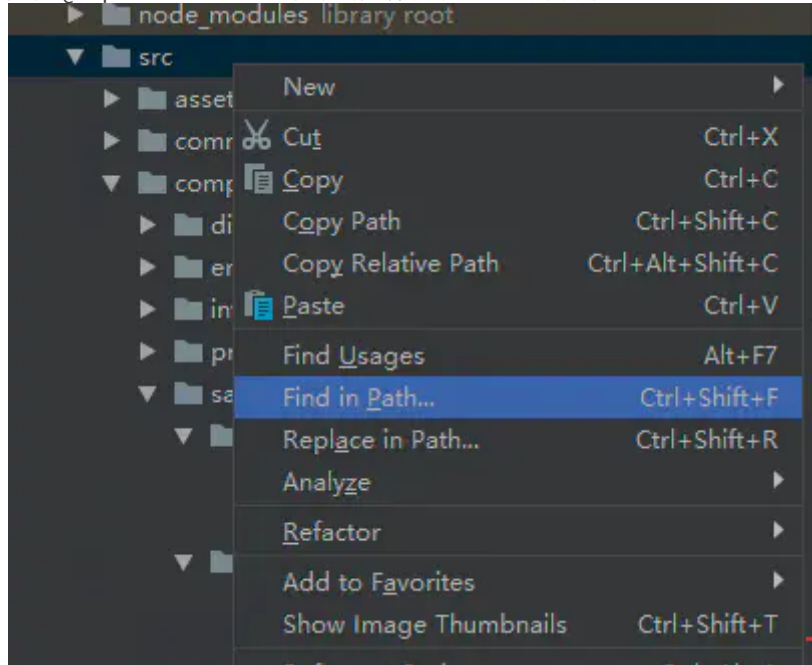 node_modules library root
src
New
Cut Ctrl+X
Copy Ctrl+C
Copy Path Ctrl+Shift+C
Copy Relative Path Ctrl+Alt+Shift+C
Paste Ctrl+V
Find Usages Alt+F7
Find in Path... Ctrl+Shift+F
Replace in Path... Ctrl+Shift+R
Analyze
Refactor
Add to Favorites
Show Image Thumbnails Ctrl+Shift+T